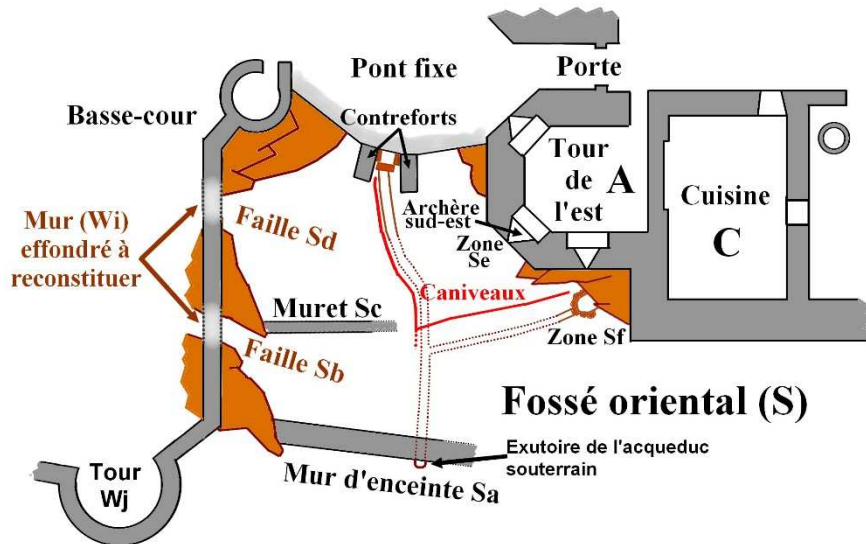 Pont fixe
Porte
Basse-cour
Contreforts
Tour
de
l'est
A
Cuisine
C
Archère
sud-est
Zone
Se
Mur (Wi)
effondré à
reconstituer
Faille Sd
Caniveaux
Muret Sc
Zone Sf
Faille Sb
Fossé oriental (S)
Exutoire de l'acqueduc
souterrain
Tour
Wj
Mur d'enceinte Sa